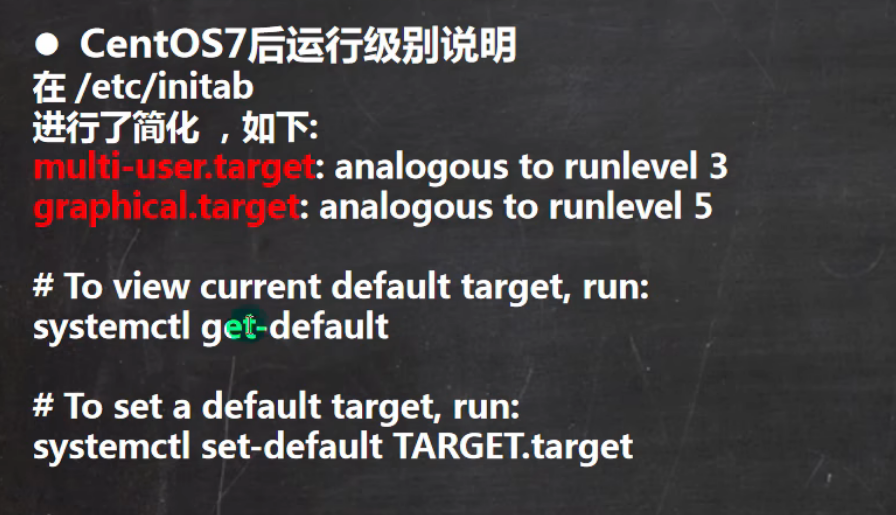 ● CentOS7后运行级别说明
在 /etc/initab
进行了简化 ，如下:
multi-user.target: analogous to runlevel 3
graphical.target: analogous to runlevel 5
# To view current default target, run:
systemctl get-default
# To set a default target, run:
systemctl set-default TARGET.target